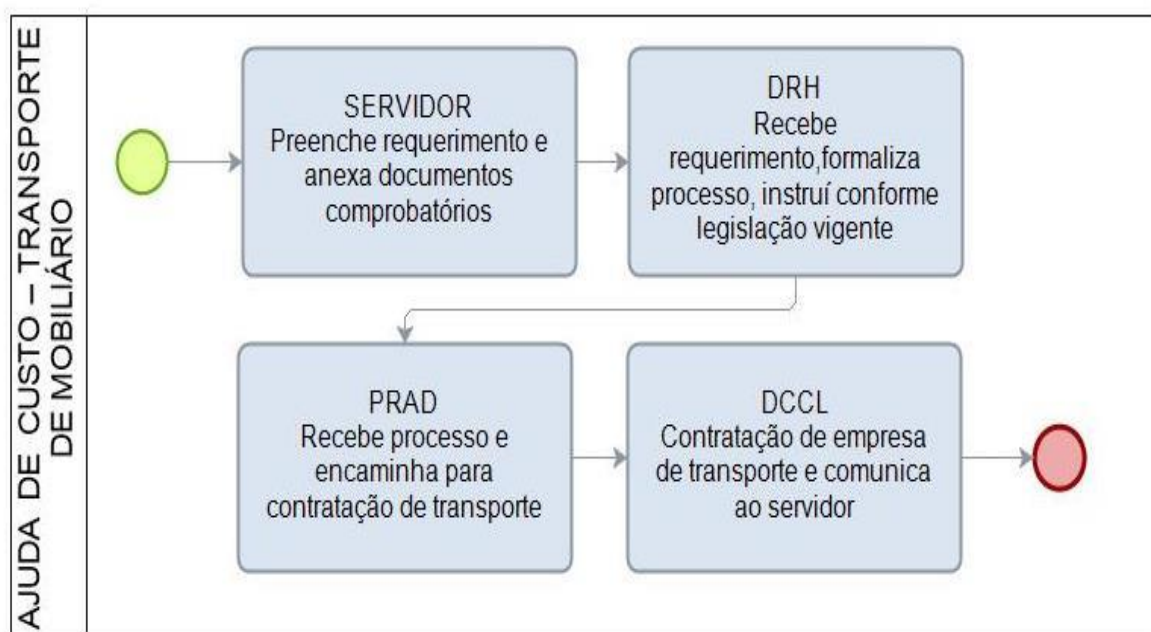 AJUDA DE CUSTO – TRANSPORTE
DE MOBILIÁRIO
SERVIDOR
Preenche requerimento e
anexa documentos
comprobatórios
DRH
Recebe
requerimento,formaliza
processo, instruí conforme
legislação vigente
PRAD
Recebe processo e
encaminha para
contratação de transporte
DCCL
Contratação de empresa
de transporte e comunica
ao servidor